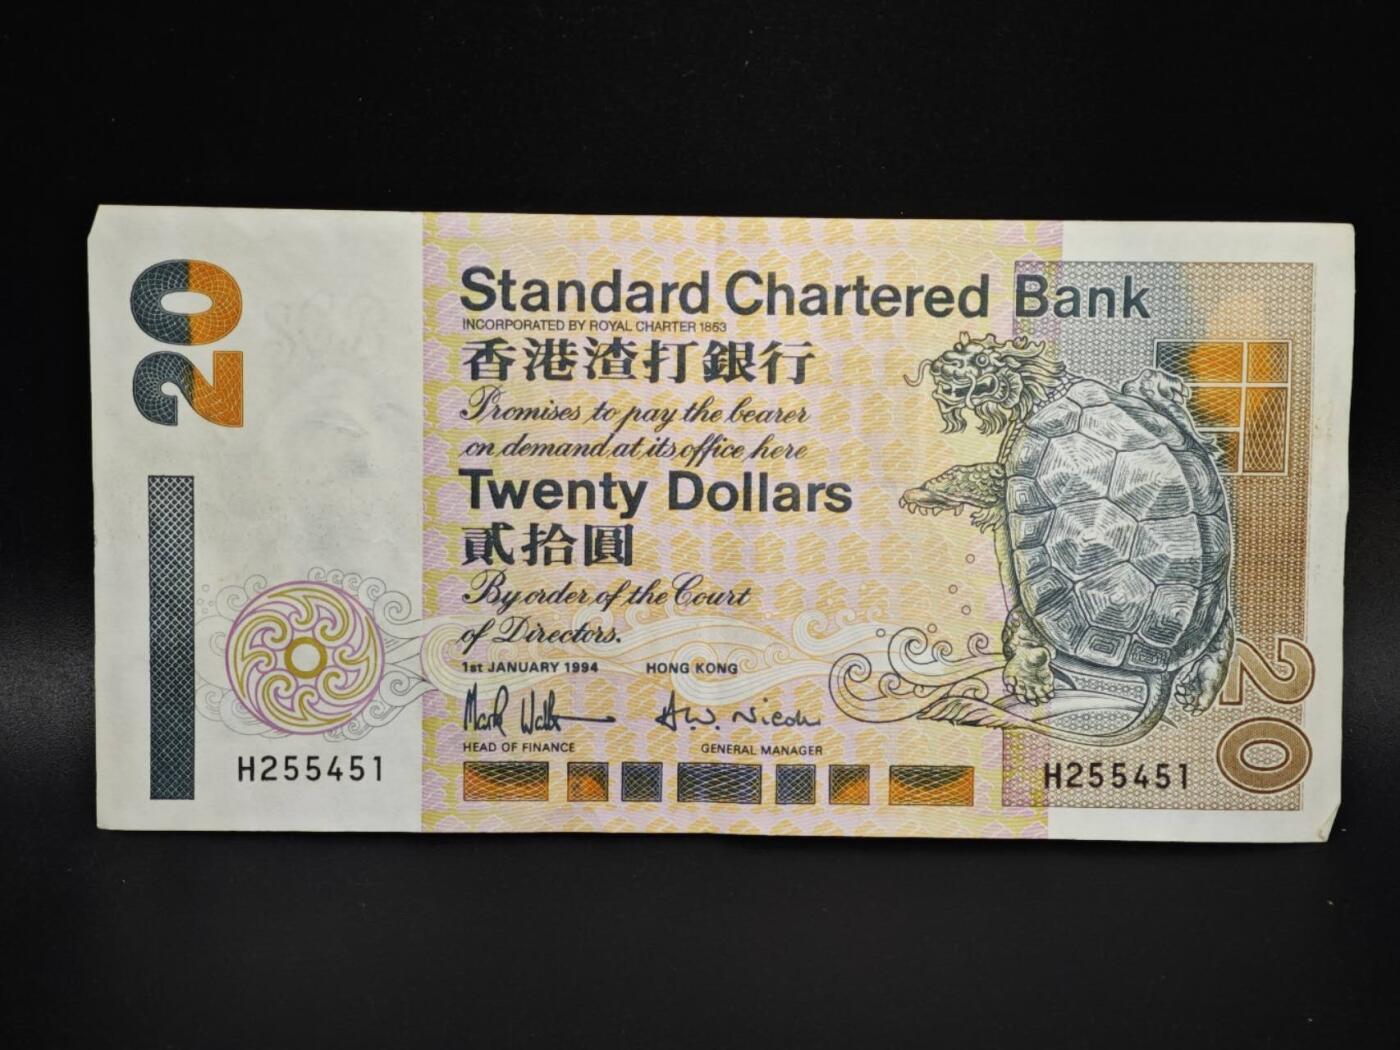 20
Standard Chartered Bank
INCORPORATED BY ROYAL CHARTER 1853
香港渣打銀行
Promises to pay the bearer
on demand at its office here
Twenty Dollars
貳拾圓
By order of the Court
of Directors.
1st JANUARY 1994 HONG KONG
HEAD OF FINANCE GENERAL MANAGER
H255451 H255451
20